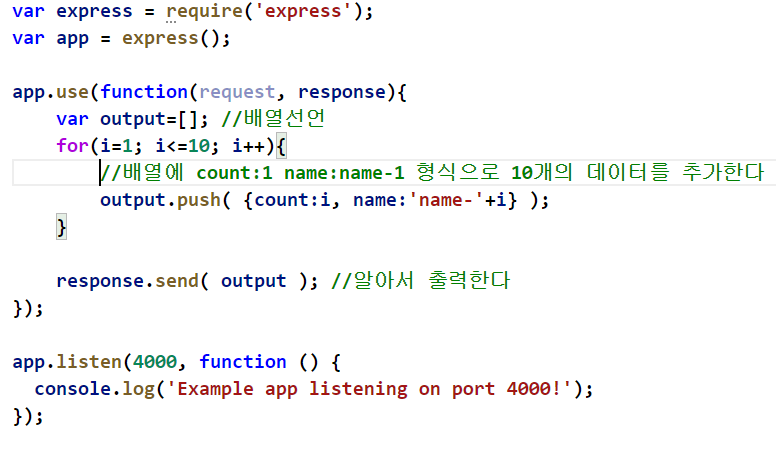 var express = require('express');
var app = express();
app.use(function(request, response){
var output=[]; //배열선언
for(i=1; i<=10; i++){
//배열에 count:1 name:name-1 형식으로 10개의 데이터를 추가한다
output.push( {count:i, name:'name-'+i} );
}
response.send( output ); //알아서 출력한다
});
app.listen(4000, function () {
console.log('Example app listening on port 4000!');
});